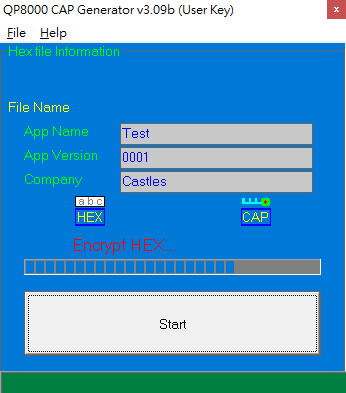 QP8000 CAP Generator v3.09b (User Key) x
File Help
Hex file Information
File Name
App Name Test
App Version 0001
Company Castles
abc
HEX CAP
Encrypt HEX...
Start